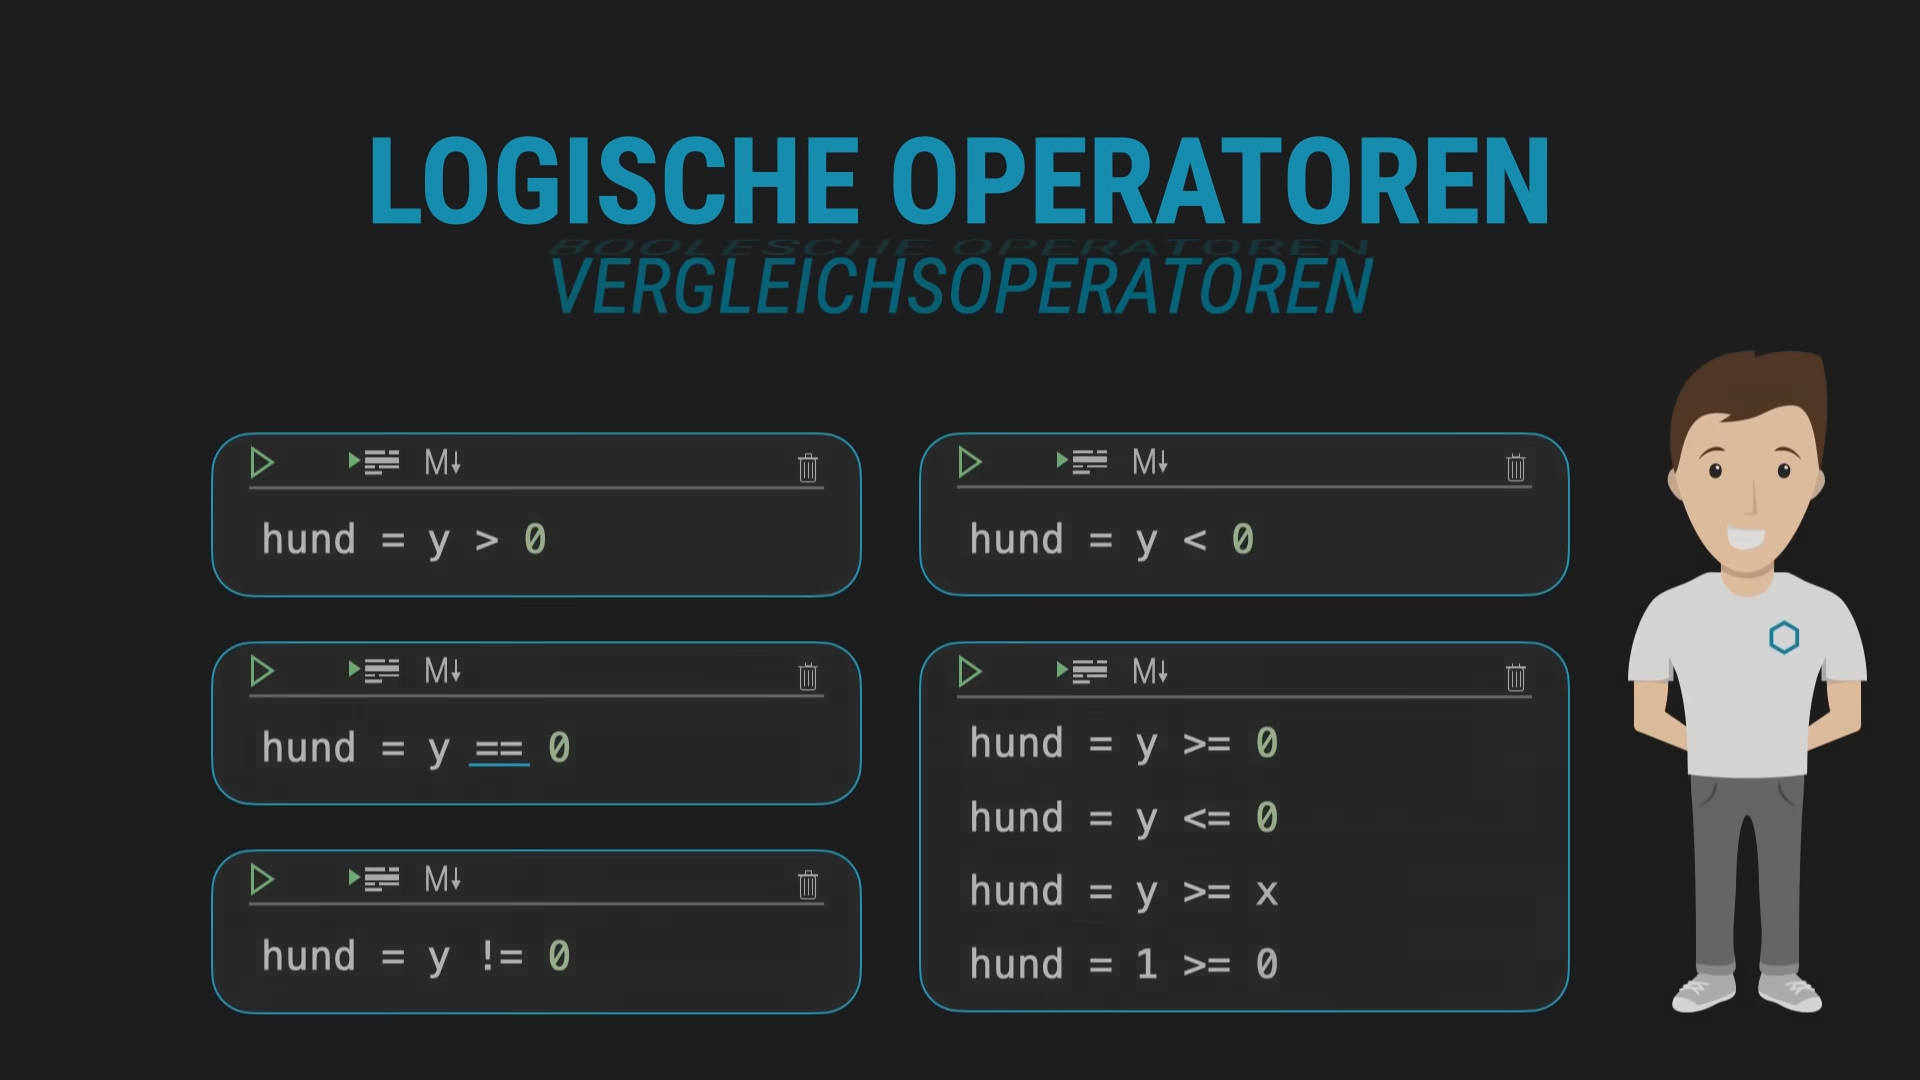 LOGISCHE OPERATOREN
BOOLESCHE OPERATOREN
VERGLEICHSOPERATOREN
M↓
hund = y > 0
M↓
hund = y < 0
M↓
hund = y == 0
M↓
hund = y >= 0
hund = y <= 0
hund = y >= x
hund = 1 >= 0
M↓
hund = y != 0